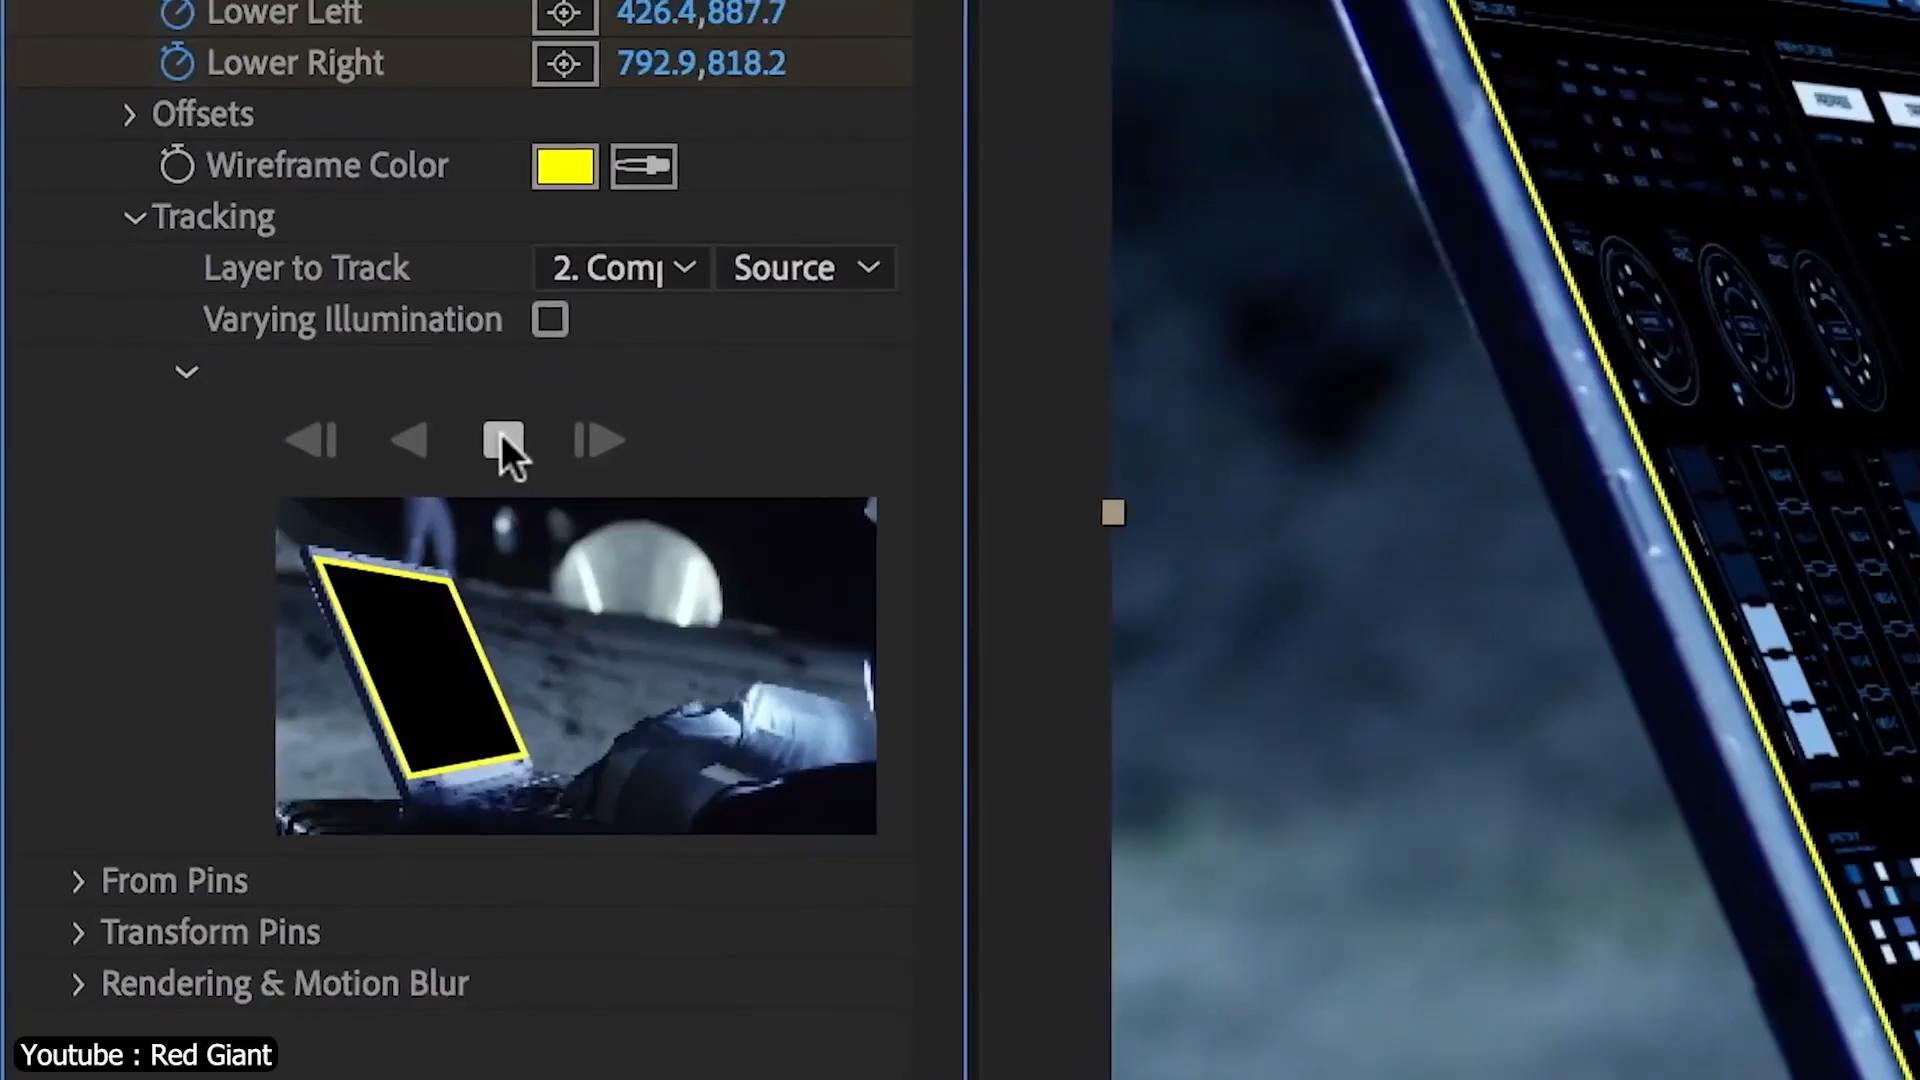 Lower Left 426.4,887.7
Lower Right 792.9,818.2
Offsets
Wireframe Color
Tracking
Layer to Track 2. Comp Source
Varying Illumination
From Pins
Transform Pins
Rendering & Motion Blur
Youtube : Red Giant